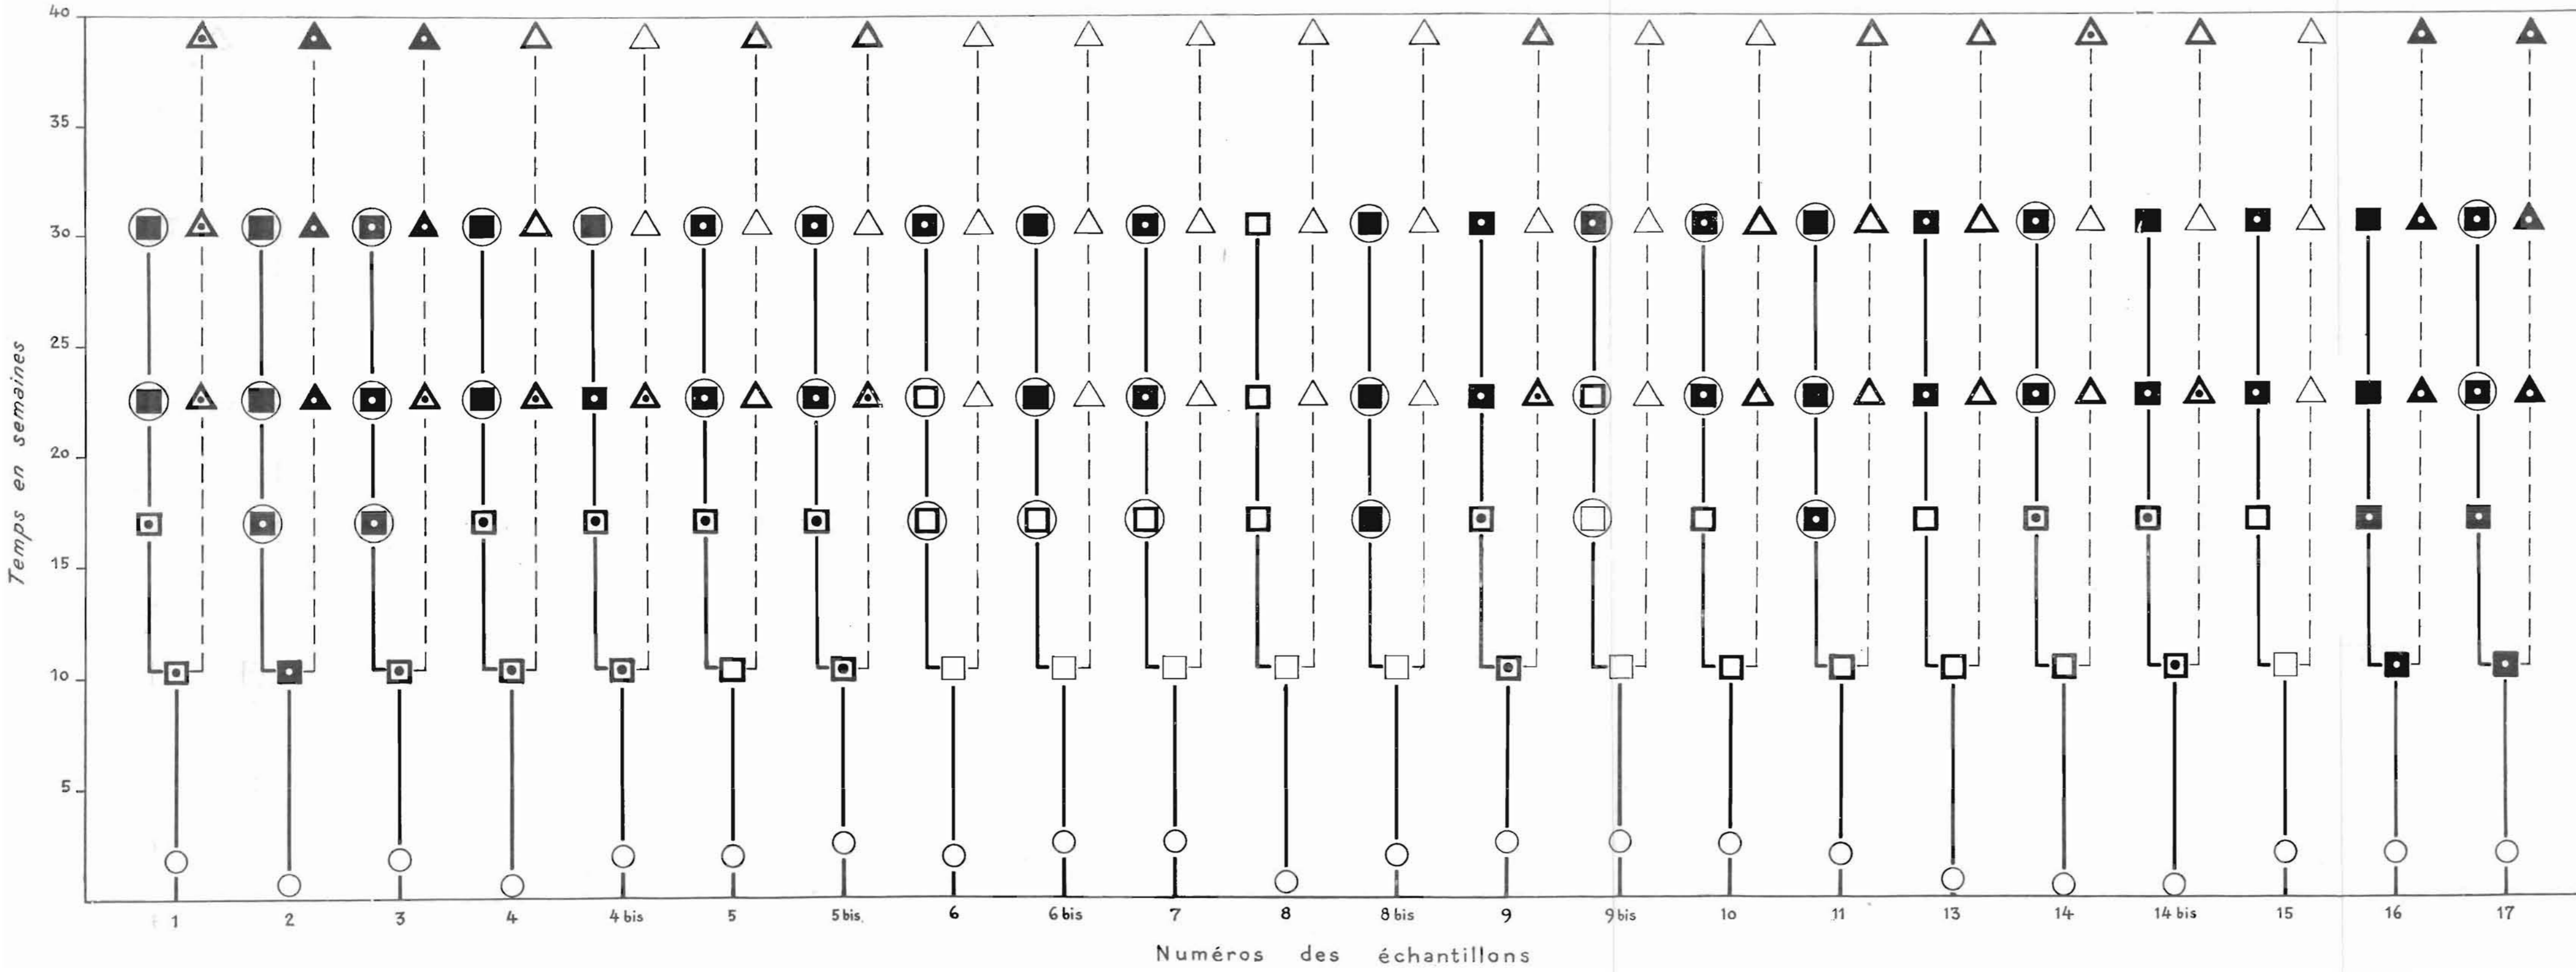 40
35
30
25
20
15
10
5
Temps en semaines
1 2 3 4 4 bis 5 5 bis. 6 6 bis 7 8 8 bis 9 9 bis 10 11 13 14 14 bis 15 16 17
Numéros des échantillons